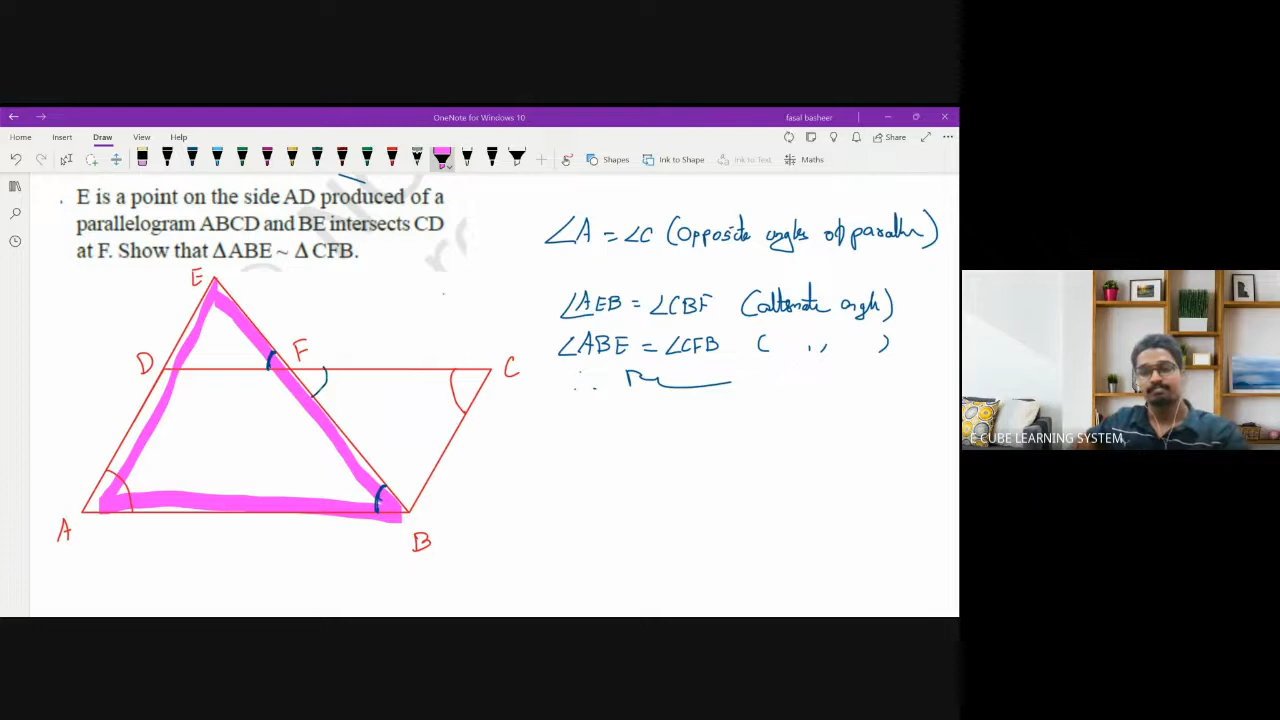 OneNote for Windows 10
fasal basheer
Home Insert Draw View Help
Share
Shapes Ink to Shape Ink to Text Maths
E is a point on the side AD produced of a
parallelogram ABCD and BE intersects CD
at F. Show that ΔABE ~ Δ CFB.
∠A = ∠C (opposite angles of
∠AEB = ∠CBF (alternate angle)
∠ABE = ∠CFB ( ,, )
∴
E
D F C
A B
E CUBE LEARNING SYSTEM